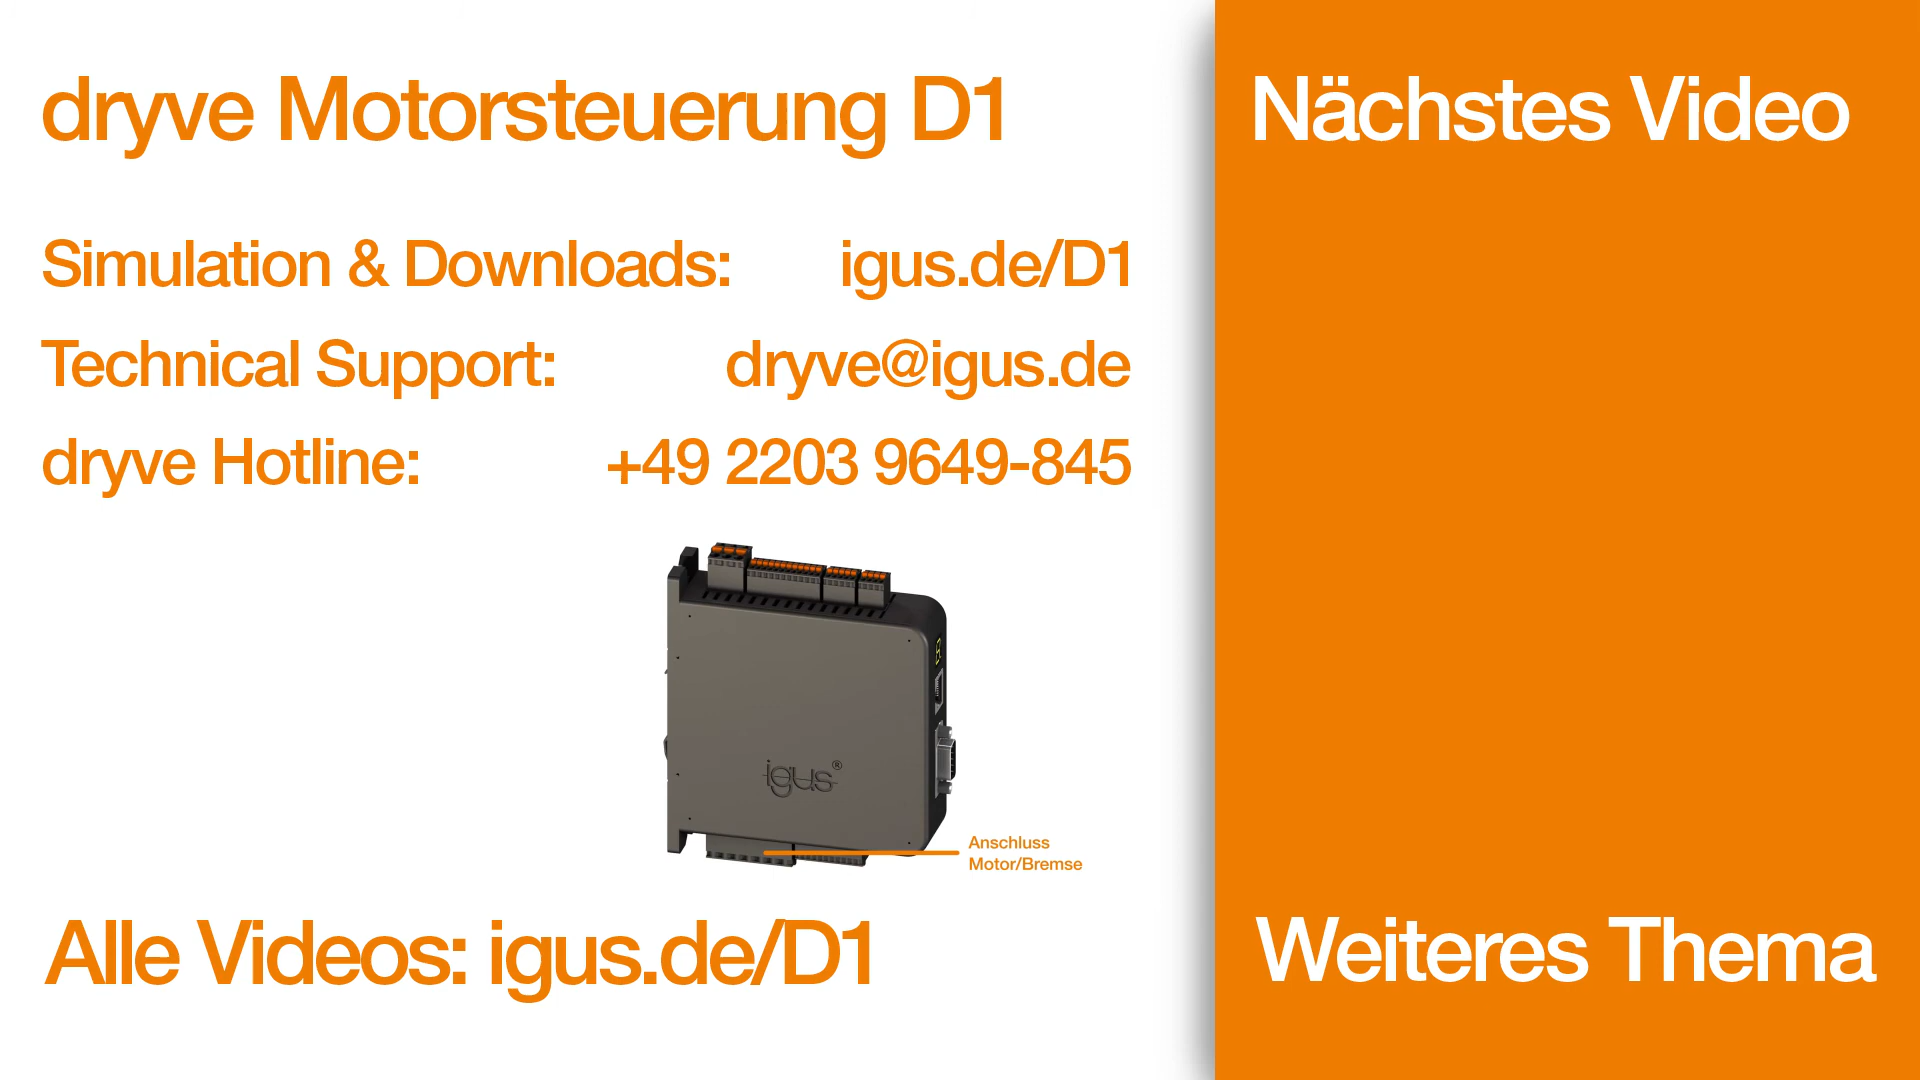 dryve Motorsteuerung D1
Simulation & Downloads: igus.de/D1
Technical Support: dryve@igus.de
dryve Hotline: +49 2203 9649-845
igus®
Anschluss
Motor/Bremse
Alle Videos: igus.de/D1
Nächstes Video
Weiteres Thema